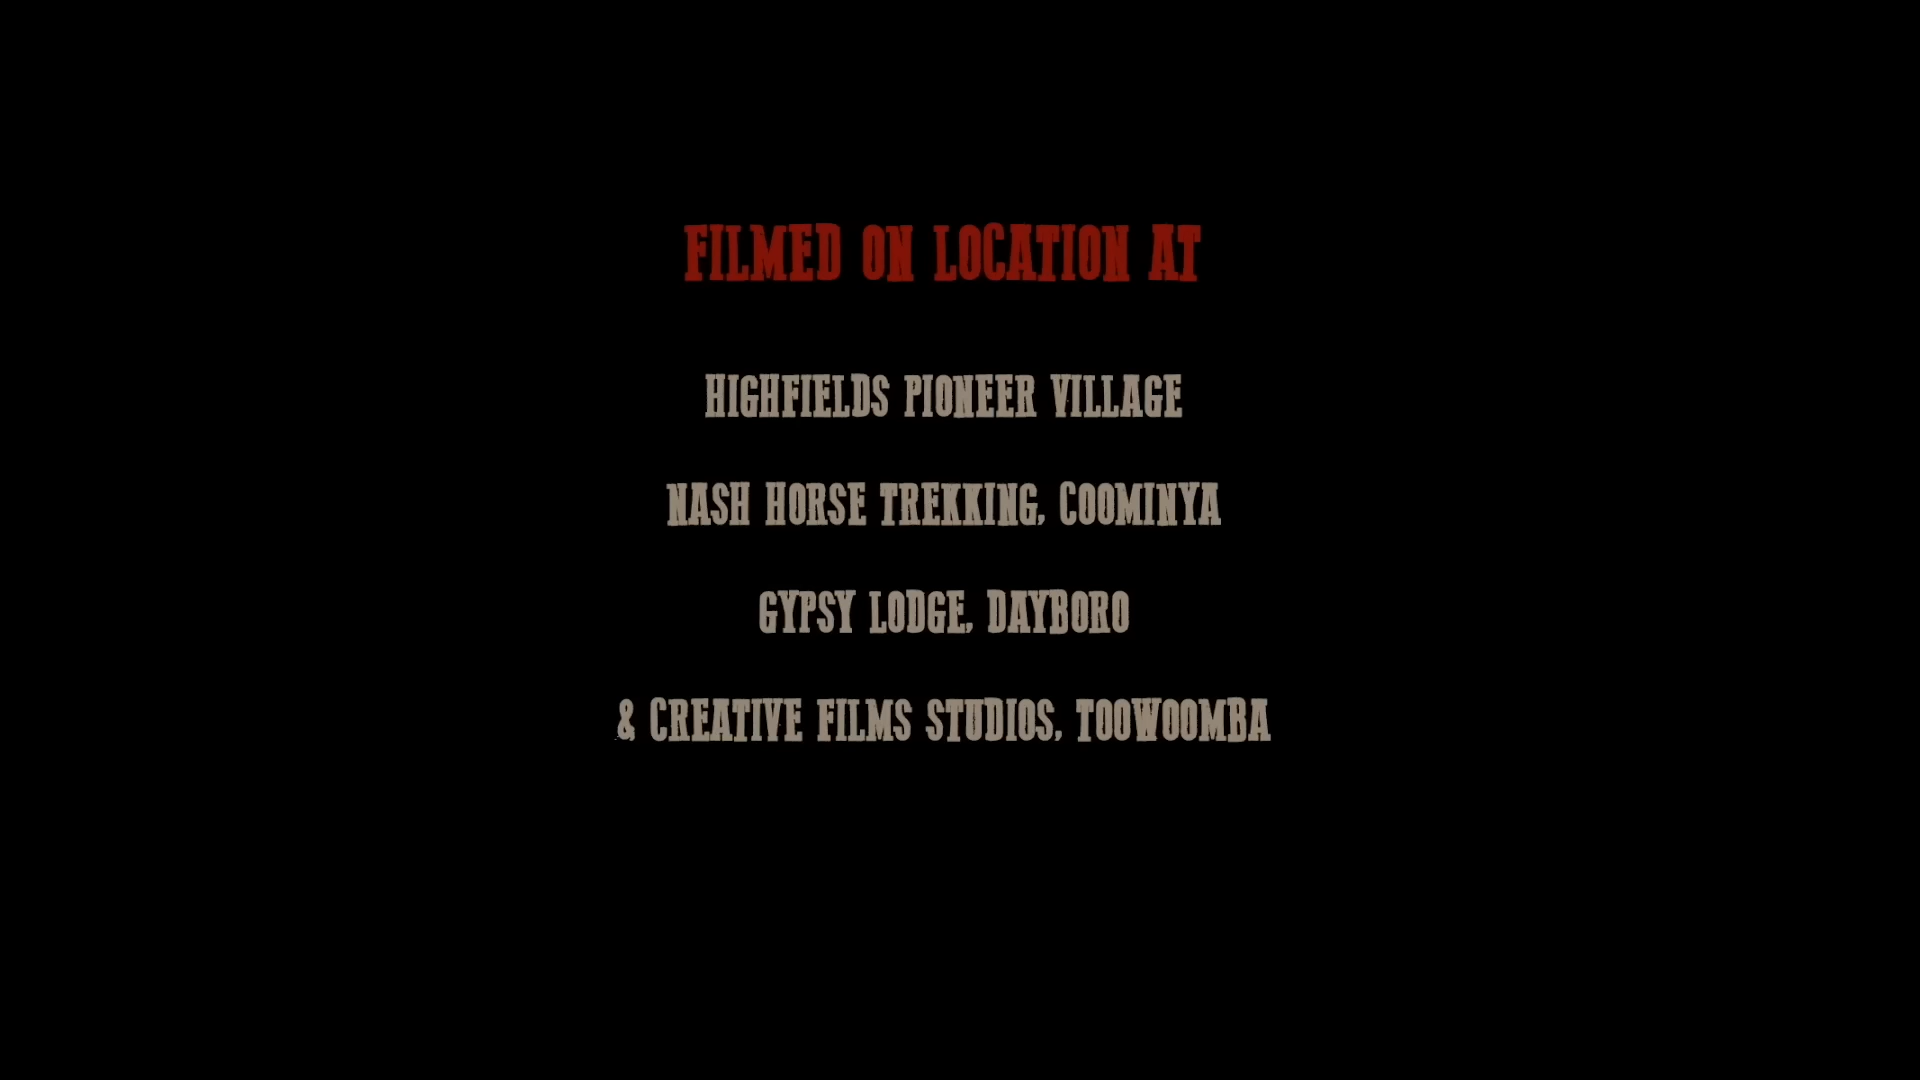 FILMED ON LOCATION AT
HIGHFIELDS PIONEER VILLAGE
NASH HORSE TREKKING, COOMINYA
GYPSY LODGE, DAYBORO
& CREATIVE FILMS STUDIOS, TOOWOOMBA